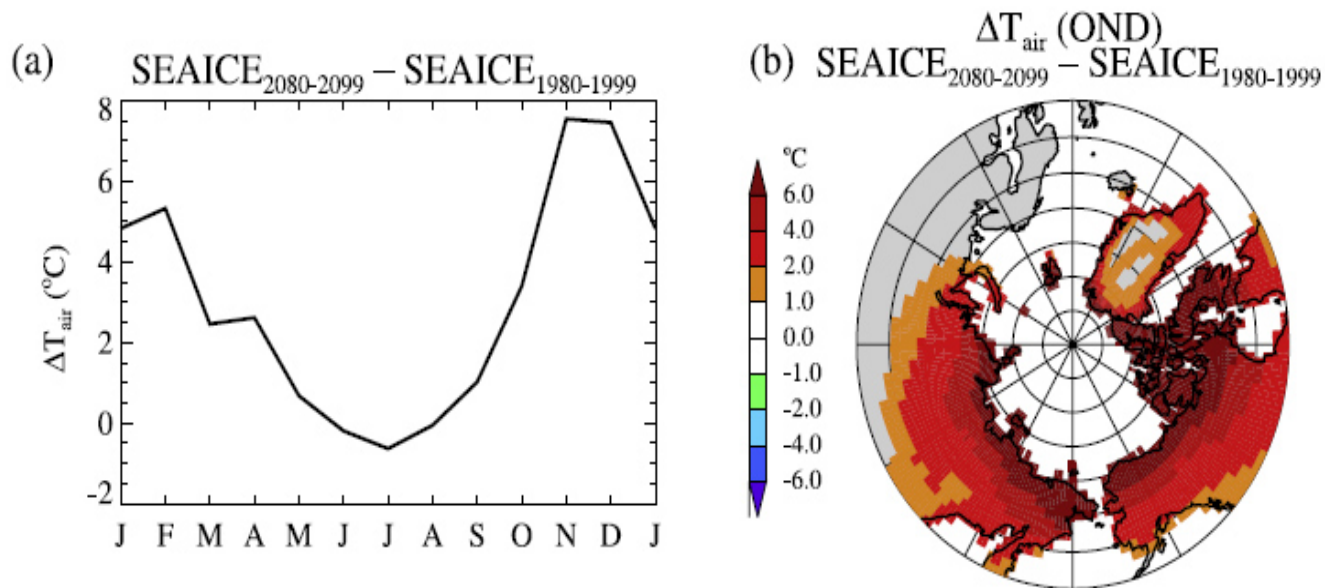 (a)
SEAICE2080-2099 – SEAICE1980-1999
8
6
4
2
0
-2
ΔTair (°C)
J F M A M J J A S O N D J
ΔTair (OND)
(b) SEAICE2080-2099 – SEAICE1980-1999
°C
6.0
4.0
2.0
1.0
0.0
-1.0
-2.0
-4.0
-6.0